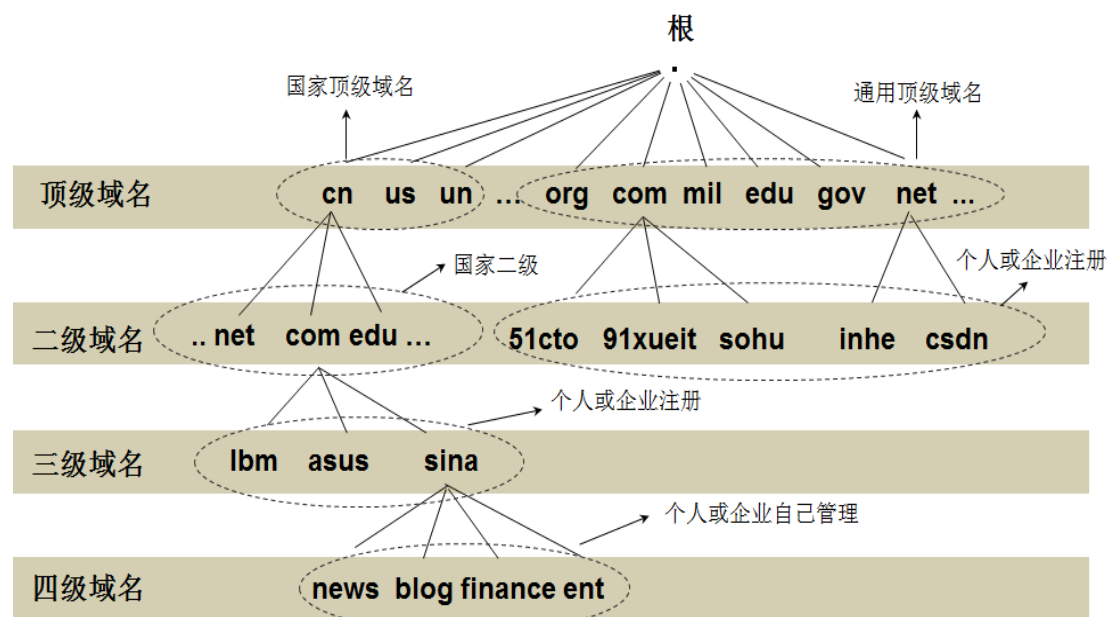 根
.
国家顶级域名
通用顶级域名
顶级域名 cn us un ... org com mil edu gov net ...
国家二级
个人或企业注册
二级域名 .. net com edu ... 51cto 91xueit sohu inhe csdn
个人或企业注册
三级域名 lbm asus sina
个人或企业自己管理
四级域名 news blog finance ent